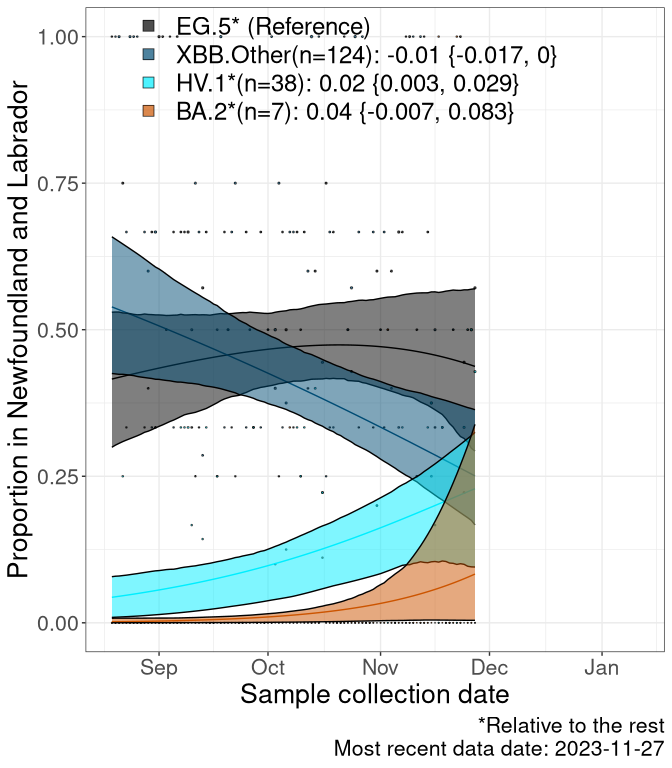 EG.5* (Reference)
XBB.Other(n=124): -0.01 {-0.017, 0}
HV.1*(n=38): 0.02 {0.003, 0.029}
BA.2*(n=7): 0.04 {-0.007, 0.083}
Proportion in Newfoundland and Labrador
1.00
0.75
0.50
0.25
0.00
Sep Oct Nov Dec Jan
Sample collection date
*Relative to the rest
Most recent data date: 2023-11-27